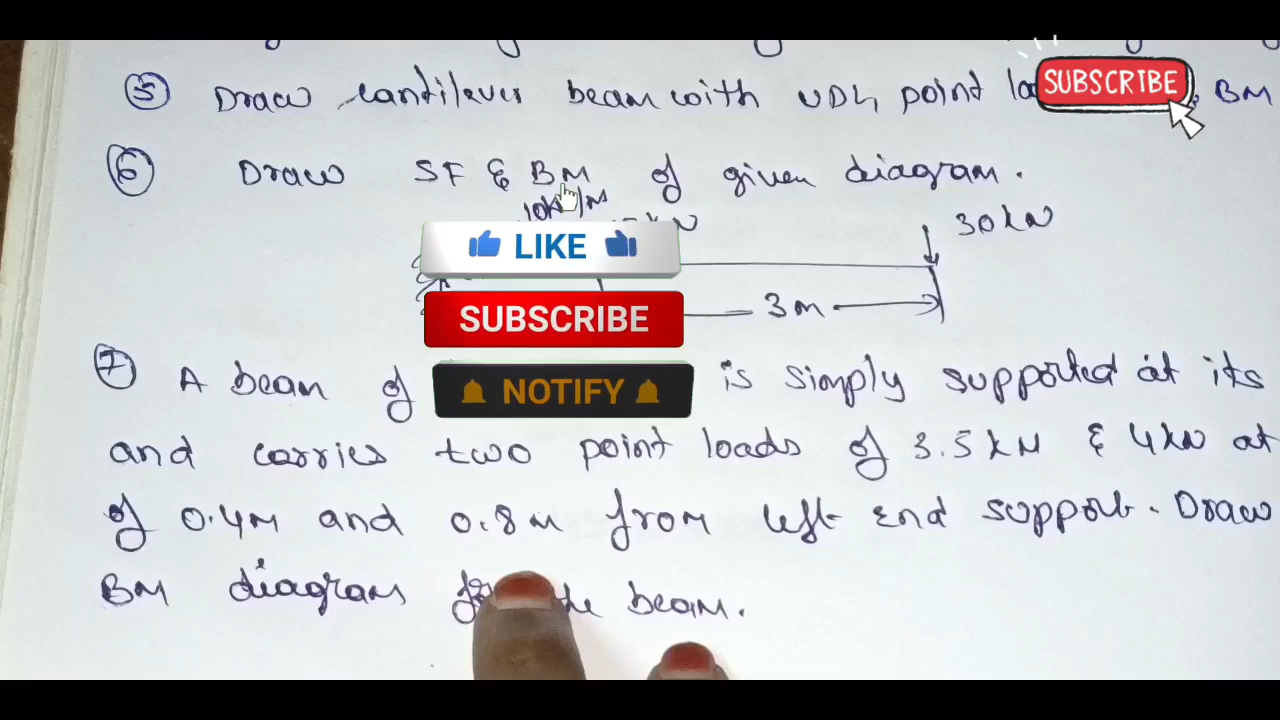 5 Draw cantilever beam with UDL, point SUBSCRIBE BM
6 Draw SF & BM of given diagram.
10kN/m kN 30kN
LIKE
SUBSCRIBE 3m
7 A beam of NOTIFY is simply supported at its
and carries two point loads of 3.5kN & 4kN at
of 0.4m and 0.8m from left end support. Draw
BM diagram beam.